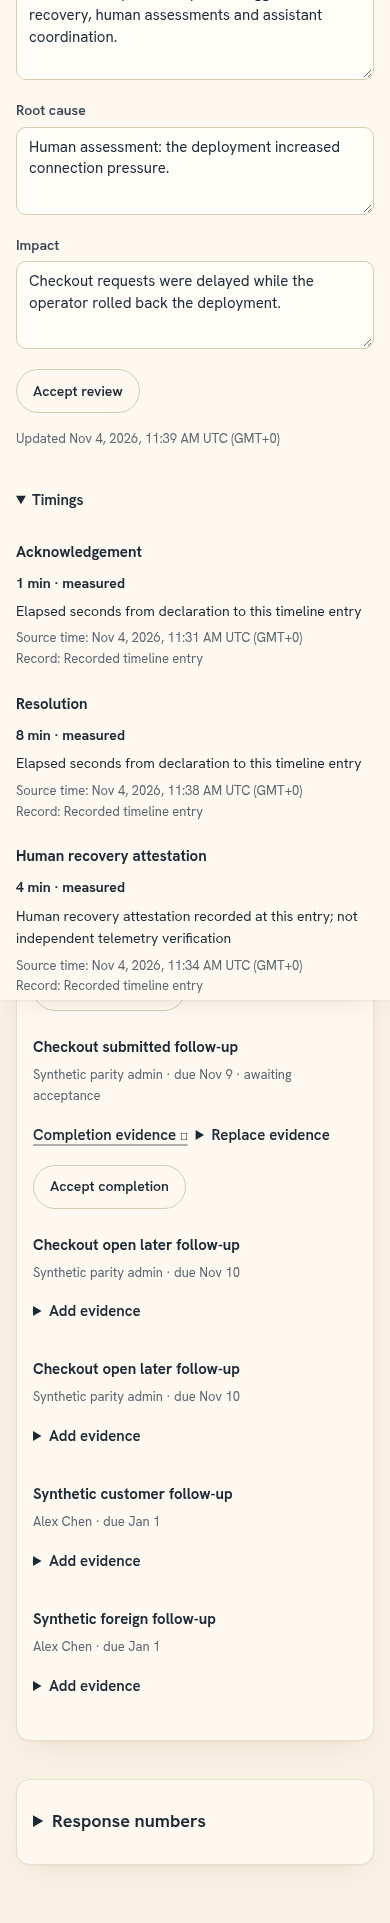 recovery, human assessments and assistant
coordination.
Root cause
Human assessment: the deployment increased
connection pressure.
Impact
Checkout requests were delayed while the
operator rolled back the deployment.
Accept review
Updated Nov 4, 2026, 11:39 AM UTC (GMT+0)
▼ Timings
Acknowledgement
1 min · measured
Elapsed seconds from declaration to this timeline entry
Source time: Nov 4, 2026, 11:31 AM UTC (GMT+0)
Record: Recorded timeline entry
Resolution
8 min · measured
Elapsed seconds from declaration to this timeline entry
Source time: Nov 4, 2026, 11:38 AM UTC (GMT+0)
Record: Recorded timeline entry
Human recovery attestation
4 min · measured
Human recovery attestation recorded at this entry; not
independent telemetry verification
Source time: Nov 4, 2026, 11:34 AM UTC (GMT+0)
Record: Recorded timeline entry
Checkout submitted follow-up
Synthetic parity admin · due Nov 9 · awaiting
acceptance
Completion evidence □ ▶ Replace evidence
Accept completion
Checkout open later follow-up
Synthetic parity admin · due Nov 10
▶ Add evidence
Checkout open later follow-up
Synthetic parity admin · due Nov 10
▶ Add evidence
Synthetic customer follow-up
Alex Chen · due Jan 1
▶ Add evidence
Synthetic foreign follow-up
Alex Chen · due Jan 1
▶ Add evidence
▶ Response numbers